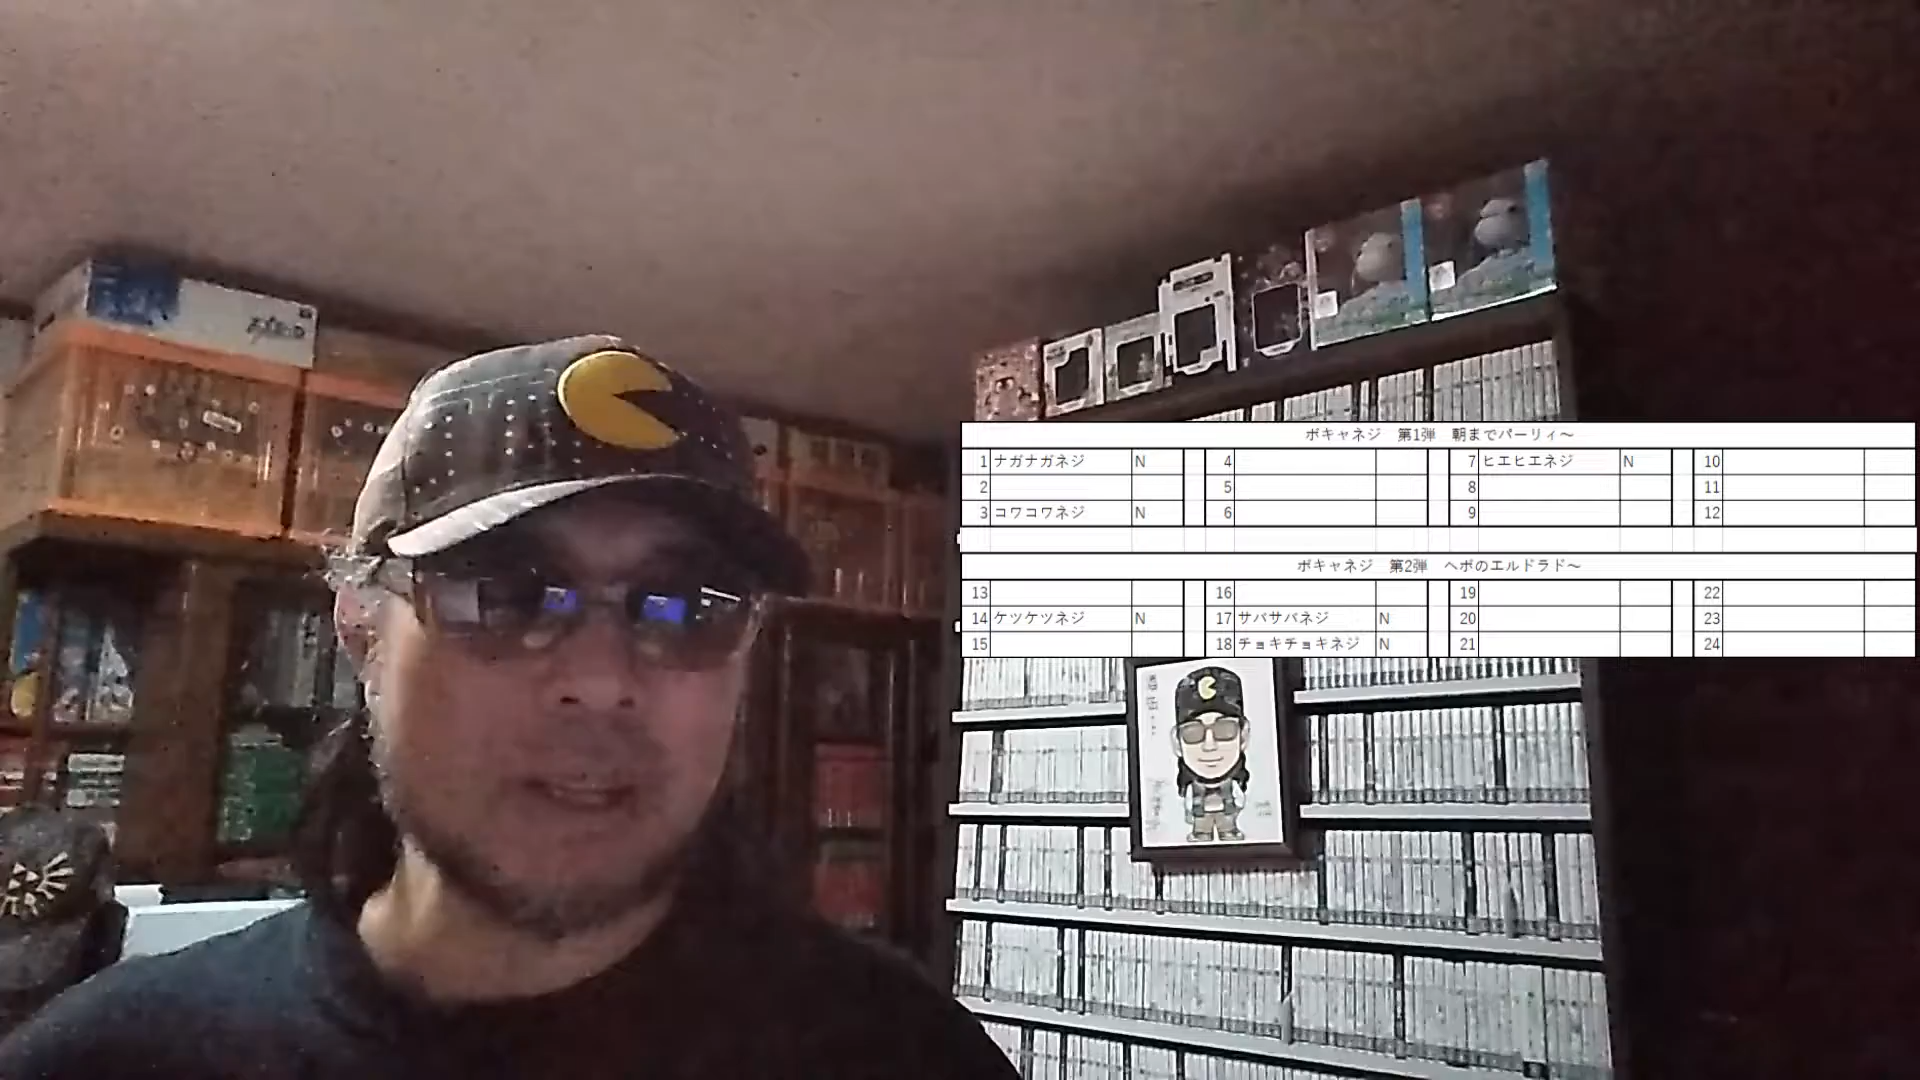 ボキャネジ 第1弾 朝までパーリィ～
1 ナガナガネジ N 4 7 ヒエヒエネジ N 10
2 5 8 11
3 コワコワネジ N 6 9 12
ボキャネジ 第2弾 ヘボのエルドラド～
13 16 19 22
14 ケツケツネジ N 17 サバサバネジ N 20 23
15 18 チョキチョキネジ N 21 24